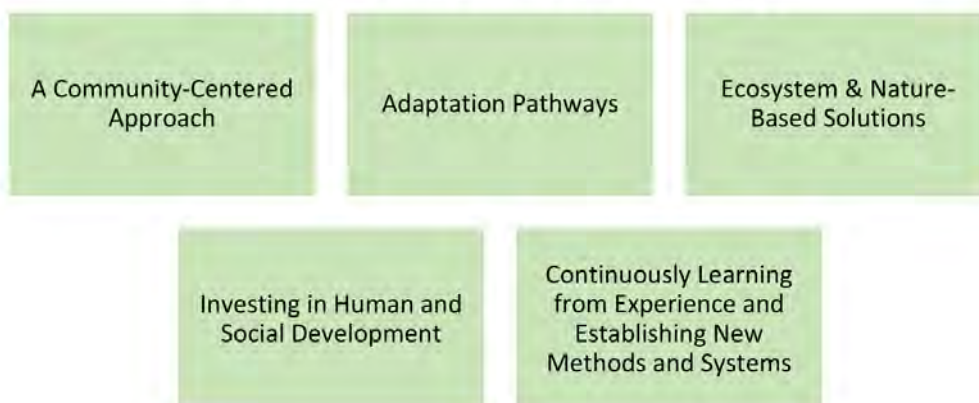 A Community-Centered
Approach
Adaptation Pathways
Ecosystem & Nature-
Based Solutions
Investing in Human and
Social Development
Continuously Learning
from Experience and
Establishing New
Methods and Systems